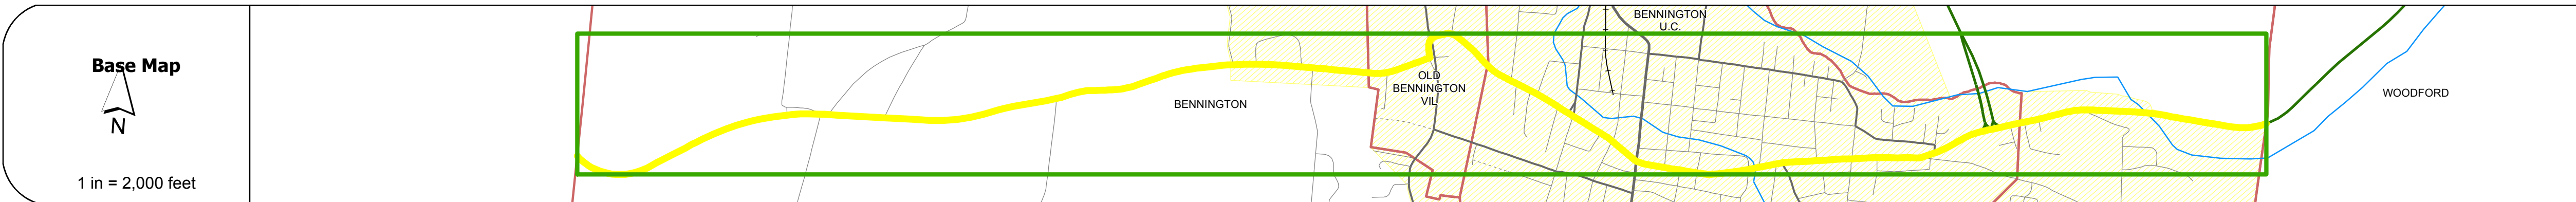 Base Map
N
1 in = 2,000 feet
BENNINGTON
OLD
BENNINGTON
VIL
BENNINGTON
U.C.
WOODFORD